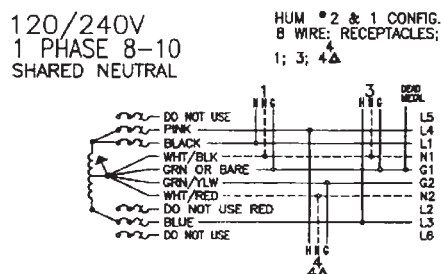 120/240V
1 PHASE 8-10
SHARED NEUTRAL
HUM #2 & 1 CONFIG.
8 WIRE; RECEPTACLES;
4
1; 3; 4△
1
3
DEAD METAL
H N G
H N G
DO NOT USE L5
PINK L4
BLACK L1
WHT/BLK N1
GRN OR BARE G1
GRN/YLW G2
WHT/RED N2
DO NOT USE RED L2
BLUE L3
DO NOT USE L6
H N G
4
4△